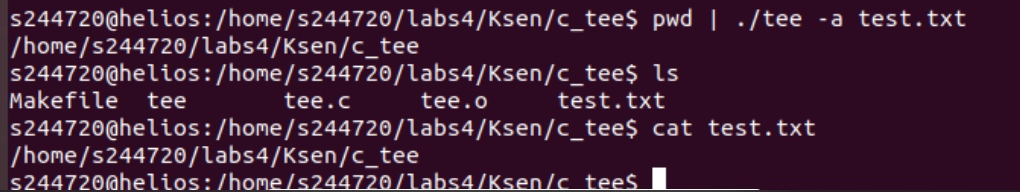 s244720@helios:/home/s244720/labs4/Ksen/c_tee$ pwd | ./tee -a test.txt
/home/s244720/labs4/Ksen/c_tee
s244720@helios:/home/s244720/labs4/Ksen/c_tee$ ls
Makefile  tee       tee.c     tee.o     test.txt
s244720@helios:/home/s244720/labs4/Ksen/c_tee$ cat test.txt
/home/s244720/labs4/Ksen/c_tee
s244720@helios:/home/s244720/labs4/Ksen/c_tee$